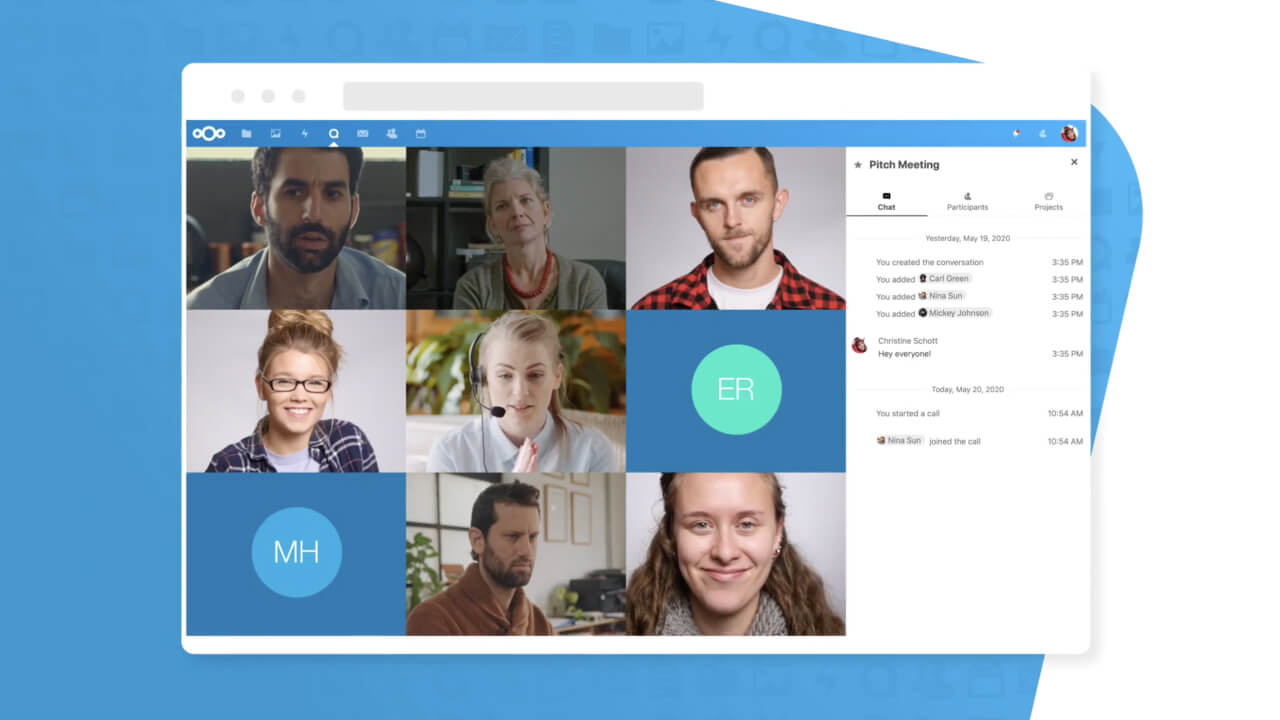 Pitch Meeting
Chat Participants Projects
Yesterday, May 19, 2020
You created the conversation 3:35 PM
You added Carl Green 3:35 PM
You added Nina Sun 3:35 PM
You added Mickey Johnson 3:35 PM
Christine Schott
Hey everyone! 3:35 PM
ER
Today, May 20, 2020
You started a call 10:54 AM
Nina Sun joined the call 10:54 AM
MH